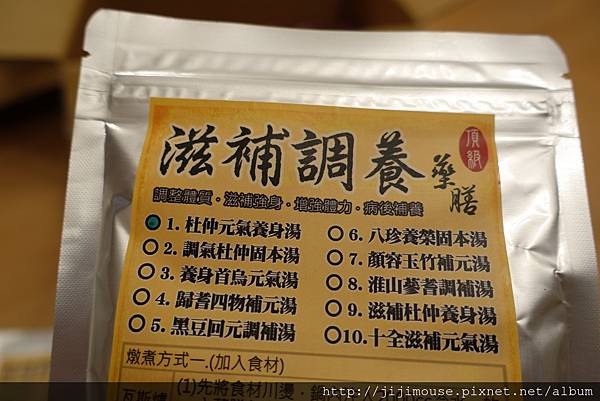 滋補調養
藥膳
頂級
調整體質．滋補強身．增強體力．病後補養
1. 杜仲元氣養身湯
2. 調氣杜仲固本湯
3. 養身首烏元氣湯
4. 歸耆四物補元湯
5. 黑豆回元調補湯
6. 八珍養榮固本湯
7. 顏容玉竹補元湯
8. 淮山蔘耆調補湯
9. 滋補杜仲養身湯
10. 十全滋補元氣湯
燉煮方式一.(加入食材)
(1)先將食材川燙．鍋
http://jijimouse.pixnet.net/album